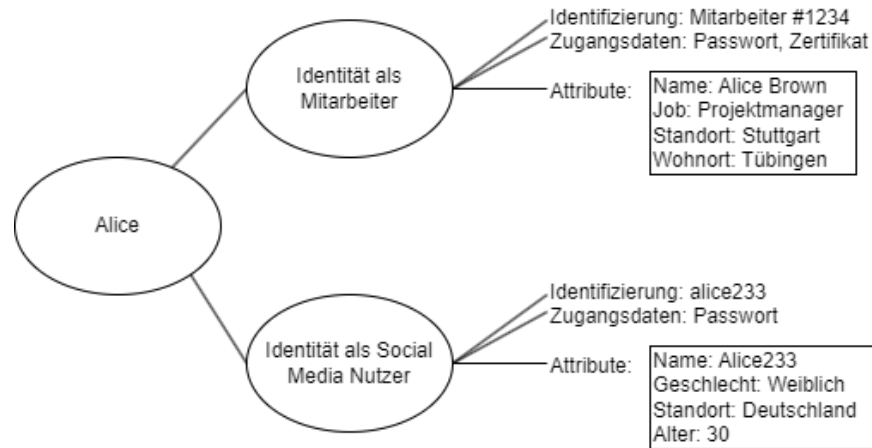 Identifizierung: Mitarbeiter #1234
Zugangsdaten: Passwort, Zertifikat
Identität als
Mitarbeiter
Attribute:
Name: Alice Brown
Job: Projektmanager
Standort: Stuttgart
Wohnort: Tübingen
Alice
Identifizierung: alice233
Zugangsdaten: Passwort
Identität als Social
Media Nutzer
Attribute:
Name: Alice233
Geschlecht: Weiblich
Standort: Deutschland
Alter: 30